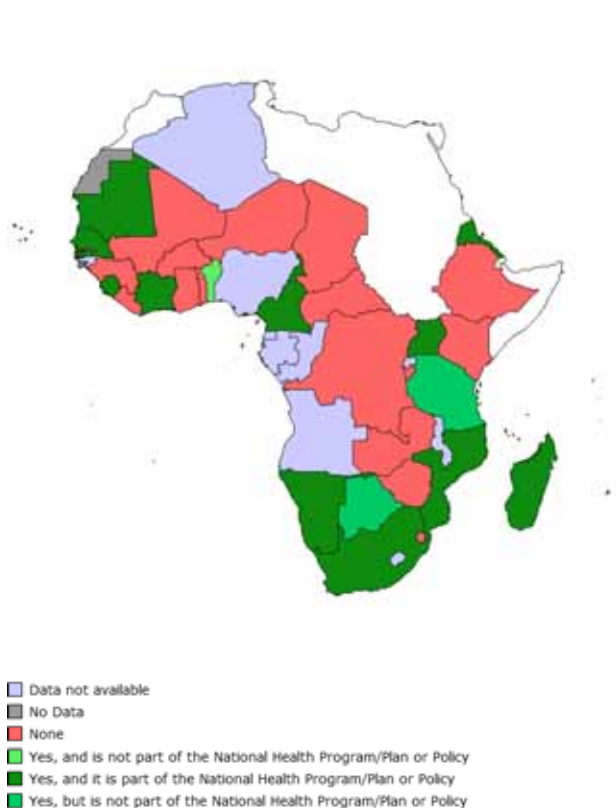 Data not available
No Data
None
Yes, and is not part of the National Health Program/Plan or Policy
Yes, and it is part of the National Health Program/Plan or Policy
Yes, but is not part of the National Health Program/Plan or Policy